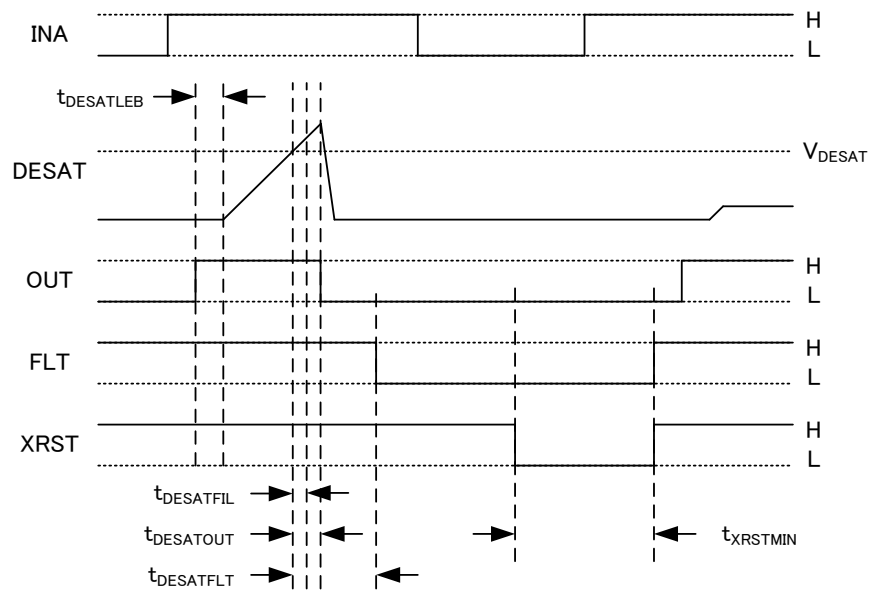 INA
H
L
tDESATLEB
DESAT
VDESAT
OUT
H
L
FLT
H
L
XRST
H
L
tDESATFIL
tDESATOUT
tXRSTMIN
tDESATFLT